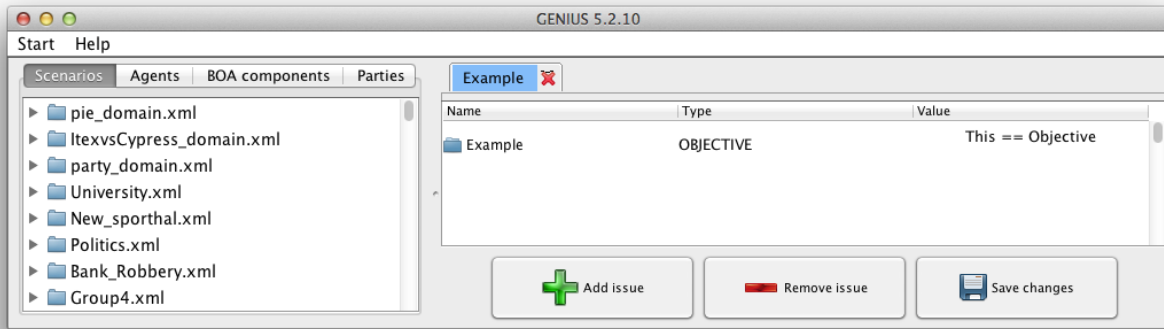 GENIUS 5.2.10
Start Help
Scenarios Agents BOA components Parties
pie_domain.xml
ItexvsCypress_domain.xml
party_domain.xml
University.xml
New_sporthal.xml
Politics.xml
Bank_Robbery.xml
Group4.xml
Example
Name Type Value
Example OBJECTIVE This == Objective
Add issue Remove issue Save changes